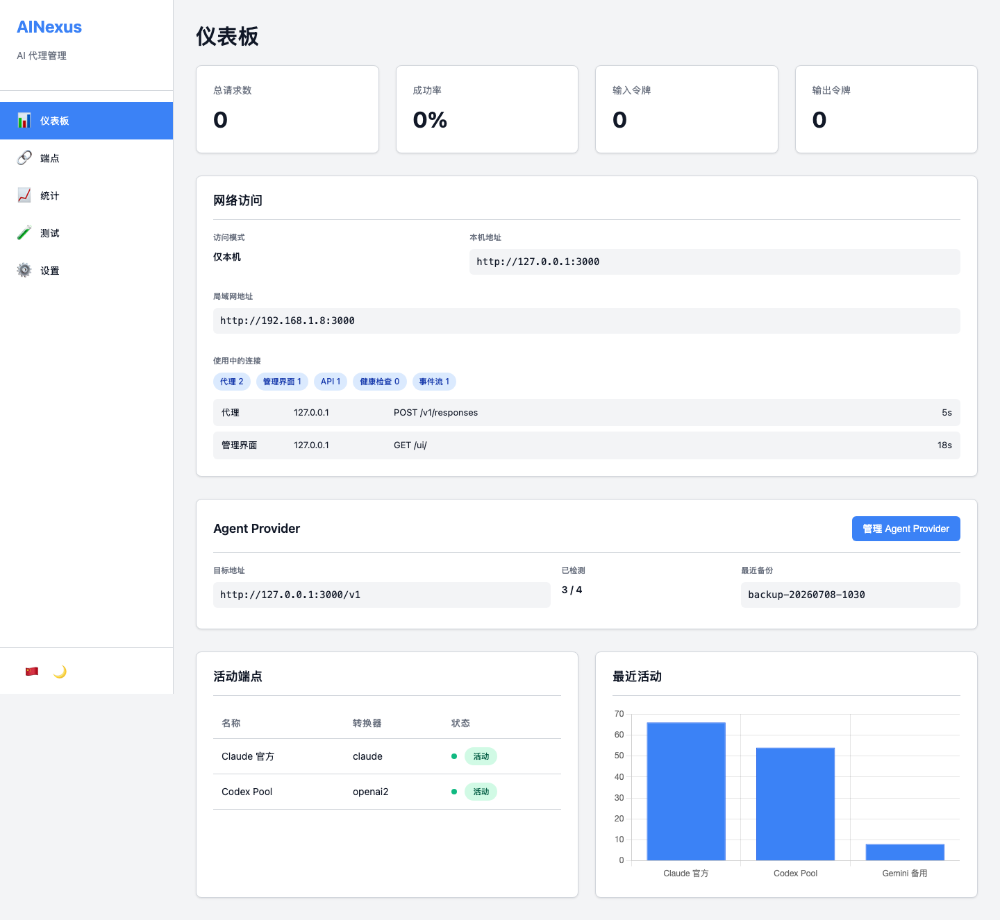 AINexus
AI 代理管理
仪表板
端点
统计
测试
设置
仪表板
总请求数
0
成功率
0%
输入令牌
0
输出令牌
0
网络访问
访问模式
仅本机
本机地址
http://127.0.0.1:3000
局域网地址
http://192.168.1.8:3000
使用中的连接
代理 2 管理界面 1 API 1 健康检查 0 事件流 1
代理 127.0.0.1 POST /v1/responses 5s
管理界面 127.0.0.1 GET /ui/ 18s
Agent Provider
管理 Agent Provider
目标地址
http://127.0.0.1:3000/v1
已检测
3 / 4
最近备份
backup-20260708-1030
活动端点
名称 转换器 状态
Claude 官方 claude 活动
Codex Pool openai2 活动
最近活动
70
60
50
40
30
20
10
0
Claude 官方 Codex Pool Gemini 备用